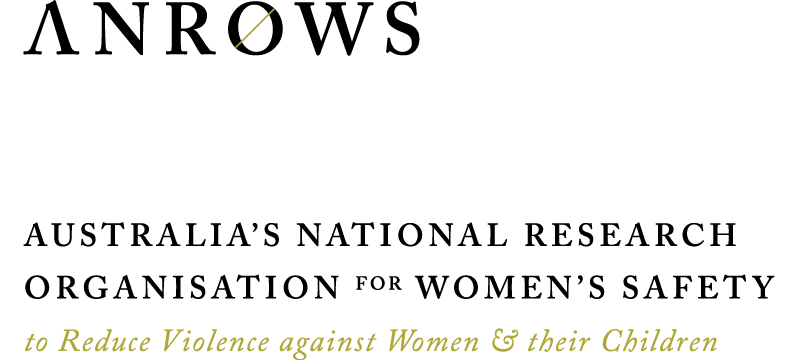 ANROWS
AUSTRALIA’S NATIONAL RESEARCH
ORGANISATION FOR WOMEN’S SAFETY
to Reduce Violence against Women & their Children